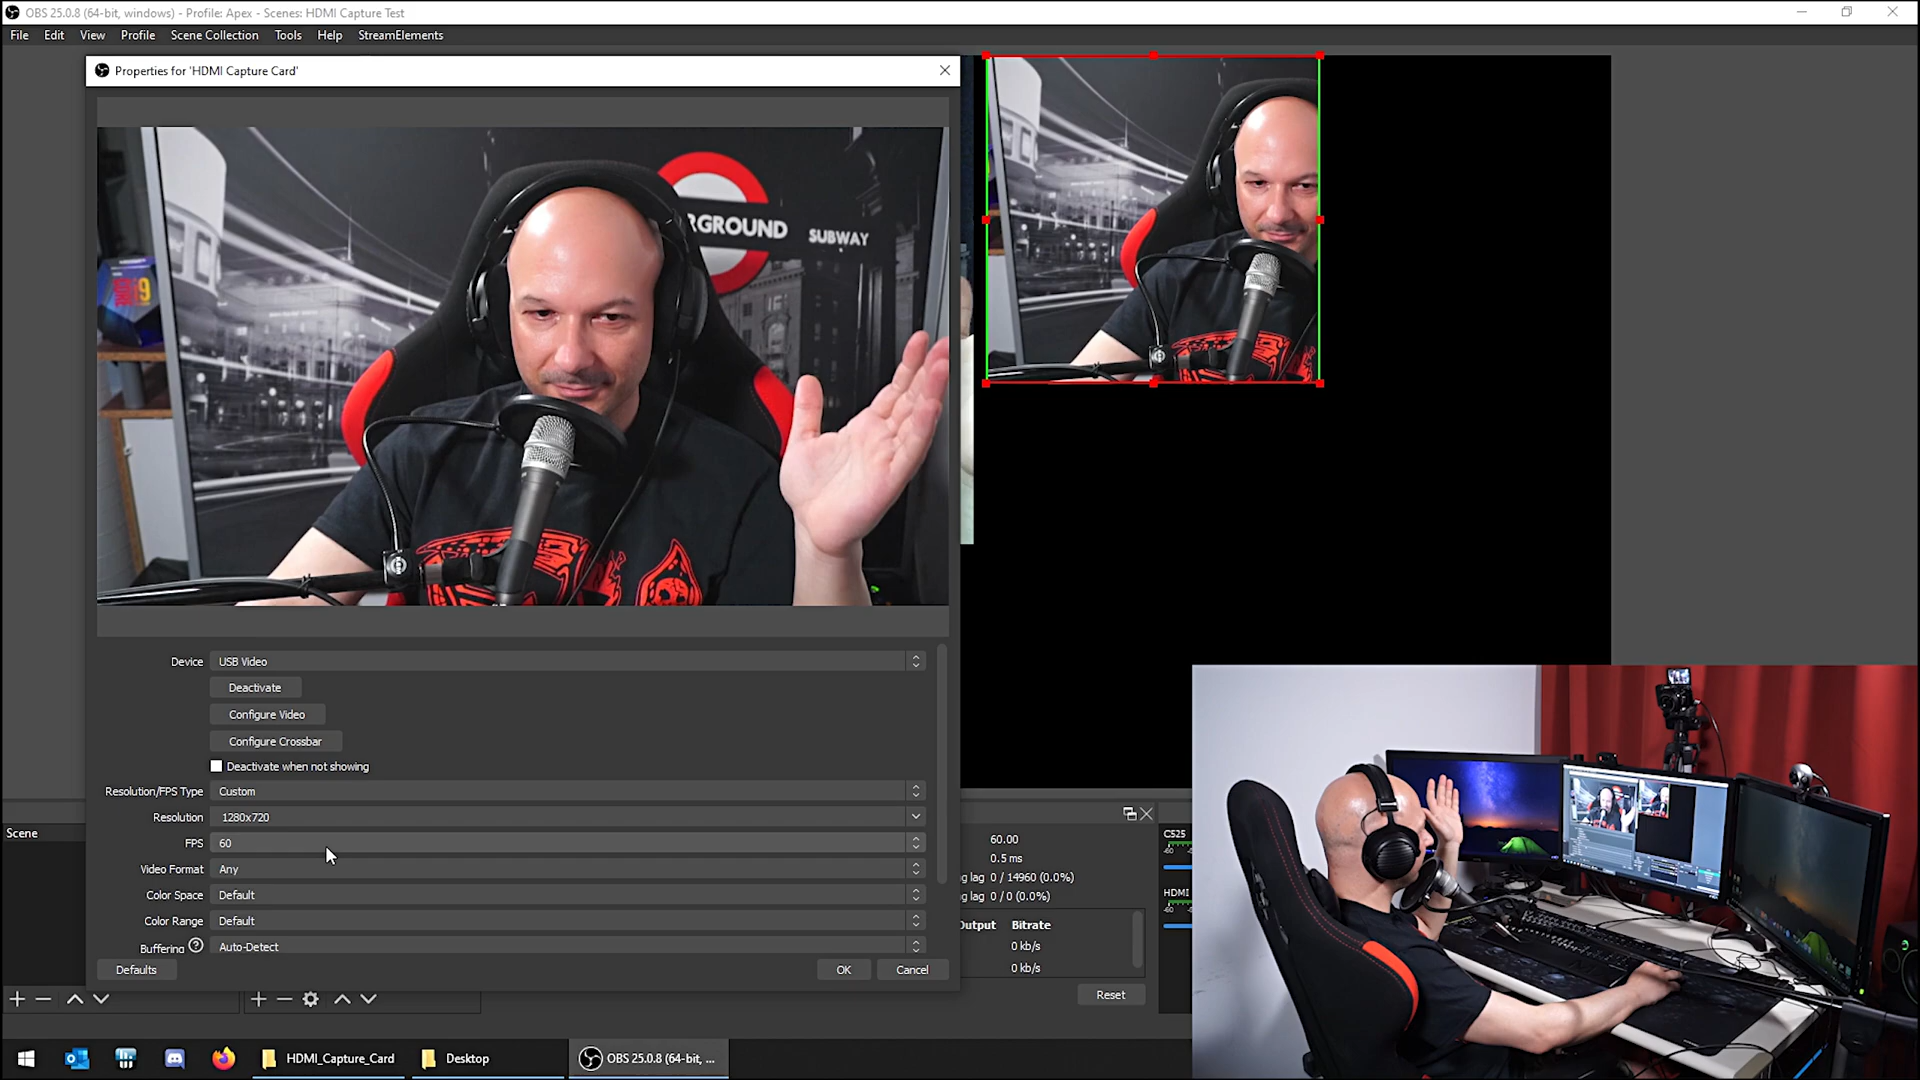 OBS 25.0.8 (64-bit, windows) - Profile: Apex - Scenes: HDMI Capture Test
File Edit View Profile Scene Collection Tools Help StreamElements
Properties for 'HDMI Capture Card'
RGROUND
SUBWAY
i9
Device USB Video
Deactivate
Configure Video
Configure Crossbar
Deactivate when not showing
Resolution/FPS Type Custom
Resolution 1280x720
FPS 60
Video Format Any
Color Space Default
Color Range Default
Buffering ? Auto-Detect
Defaults OK Cancel
Scene
60.00
0.5 ms
g lag 0 / 14960 (0.0%)
g lag 0 / 0 (0.0%)
Output Bitrate
0 kb/s
0 kb/s
Reset
C525
-60
HDMI
-60
HDMI_Capture_Card
Desktop
OBS 25.0.8 (64-bit, ...